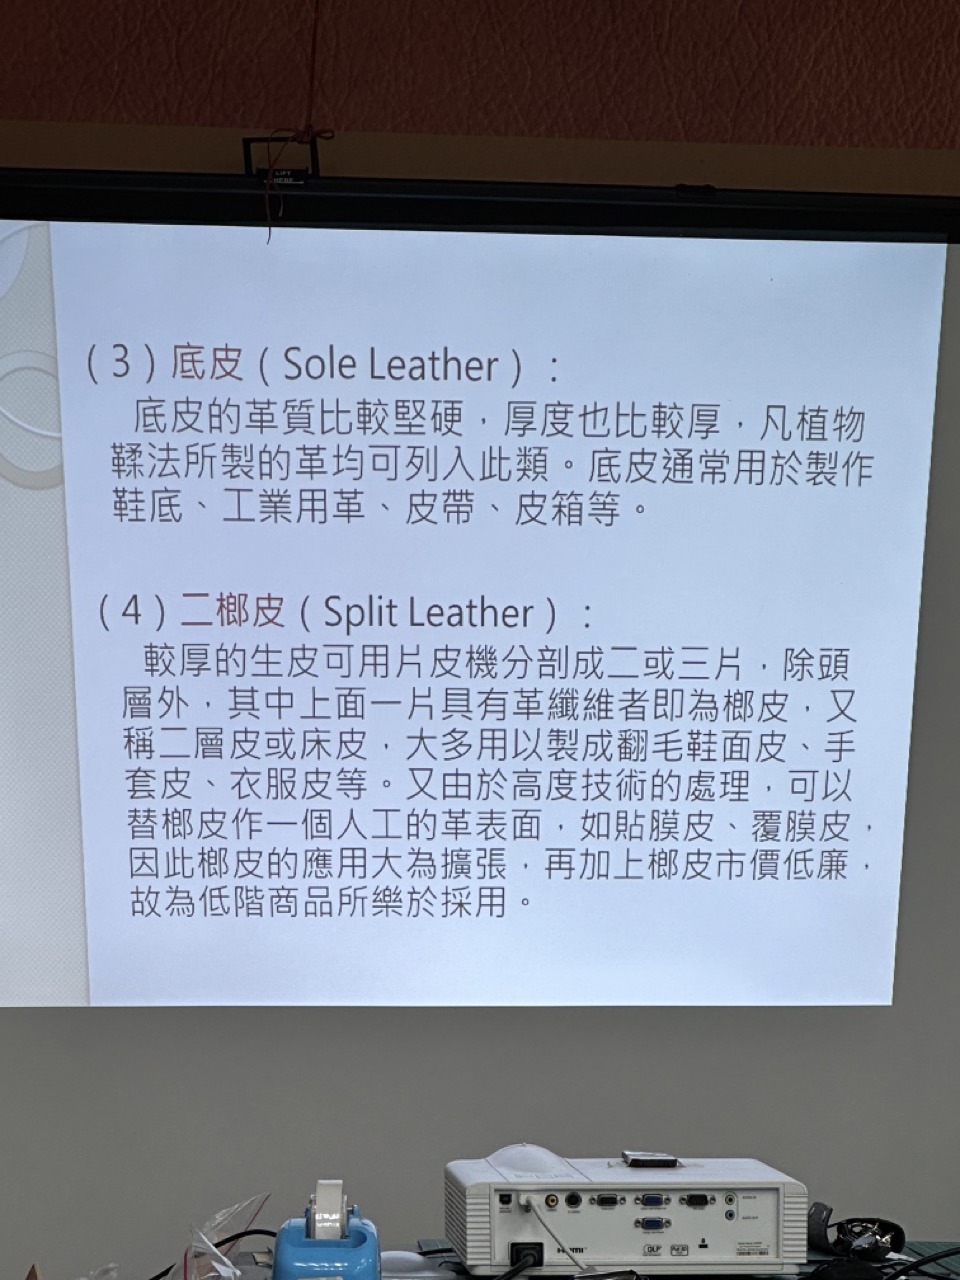 LIFT
HERE
（3）底皮（Sole Leather）：
底皮的革質比較堅硬，厚度也比較厚，凡植物
鞣法所製的革均可列入此類。底皮通常用於製作
鞋底、工業用革、皮帶、皮箱等。
（4）二榔皮（Split Leather）：
較厚的生皮可用片皮機分剖成二或三片，除頭
層外，其中上面一片具有革纖維者即為榔皮，又
稱二層皮或床皮，大多用以製成翻毛鞋面皮、手
套皮、衣服皮等。又由於高度技術的處理，可以
替榔皮作一個人工的革表面，如貼膜皮、覆膜皮，
因此榔皮的應用大為擴張，再加上榔皮市價低廉，
故為低階商品所樂於採用。
HDMI
DLP